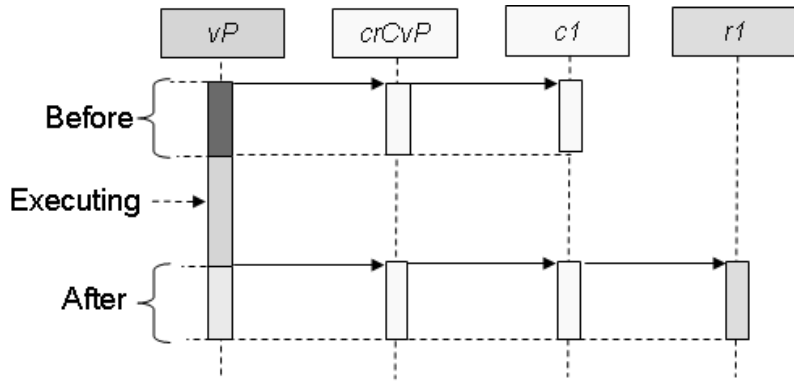 vP
crCvP
c1
r1
Before
Executing
After